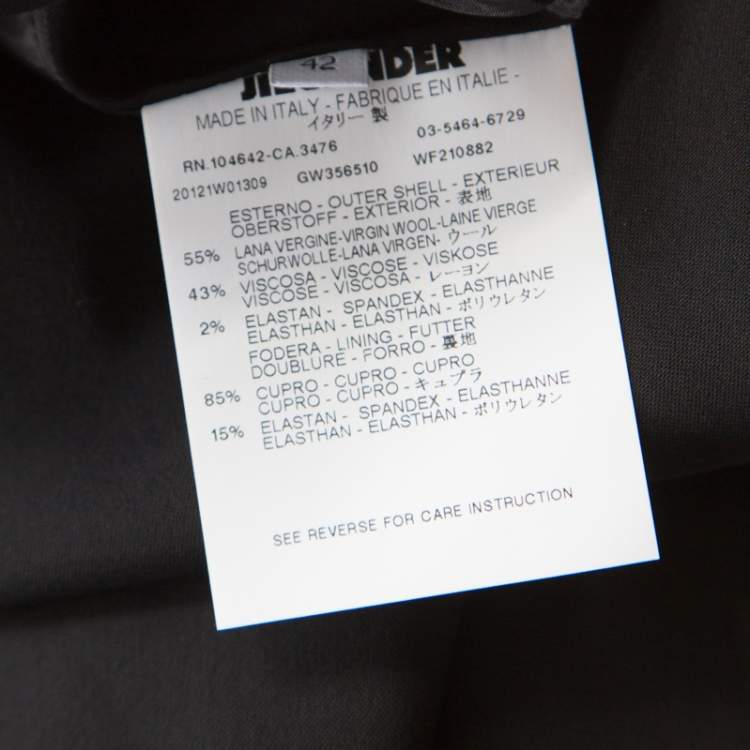 42
JIL SANDER
MADE IN ITALY - FABRIQUE EN ITALIE -
イタリー 製
RN.104642-CA.3476 03-5464-6729
20121W01309 GW356510 WF210882
ESTERNO - OUTER SHELL - EXTERIEUR
OBERSTOFF - EXTERIOR - 表地
55% LANA VERGINE-VIRGIN WOOL-LAINE VIERGE
SCHURWOLLE-LANA VIRGEN- ウール
43% VISCOSA - VISCOSE - VISKOSE
VISCOSE - VISCOSA - レーヨン
2% ELASTAN - SPANDEX - ELASTHANNE
ELASTHAN - ELASTHAN - ポリウレタン
FODERA - LINING - FUTTER
DOUBLURE - FORRO - 裏地
85% CUPRO - CUPRO - CUPRO
CUPRO - CUPRO - キュプラ
15% ELASTAN - SPANDEX - ELASTHANNE
ELASTHAN - ELASTHAN - ポリウレタン
SEE REVERSE FOR CARE INSTRUCTION